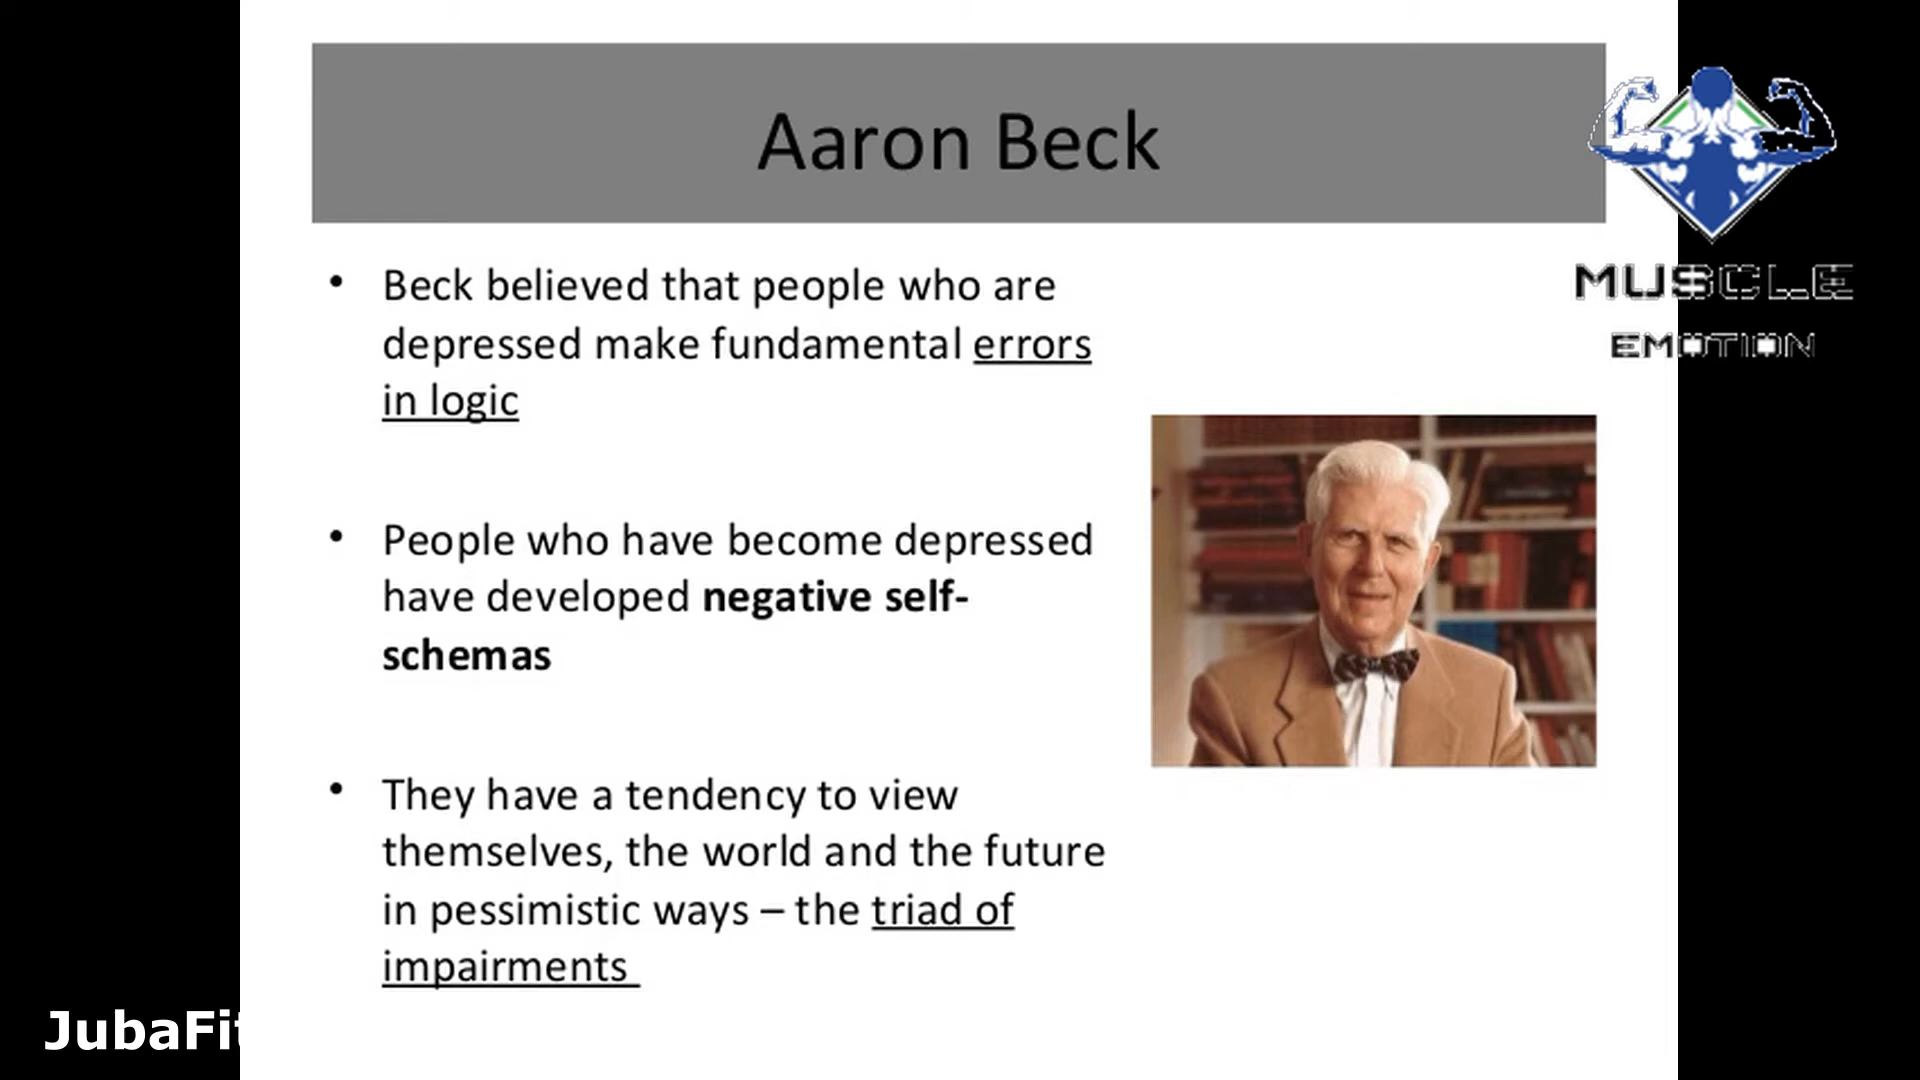 Aaron Beck
• Beck believed that people who are
depressed make fundamental errors
in logic
• People who have become depressed
have developed negative self-
schemas
• They have a tendency to view
themselves, the world and the future
in pessimistic ways – the triad of
impairments
MUSCLE
EMOTION
JubaFit